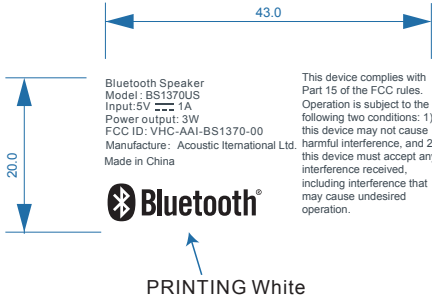 43.0
20.0
Bluetooth Speaker
Model : BS1370US
Input:5V 1A
Power output: 3W
FCC ID: VHC-AAI-BS1370-00
Manufacture: Acoustic Itemational Ltd.
Made in China
Bluetooth®
This device complies with
Part 15 of the FCC rules.
Operation is subject to the
following two conditions: 1)
this device may not cause
harmful interference, and 2
this device must accept any
interference received,
including interference that
may cause undesired
operation.
PRINTING White